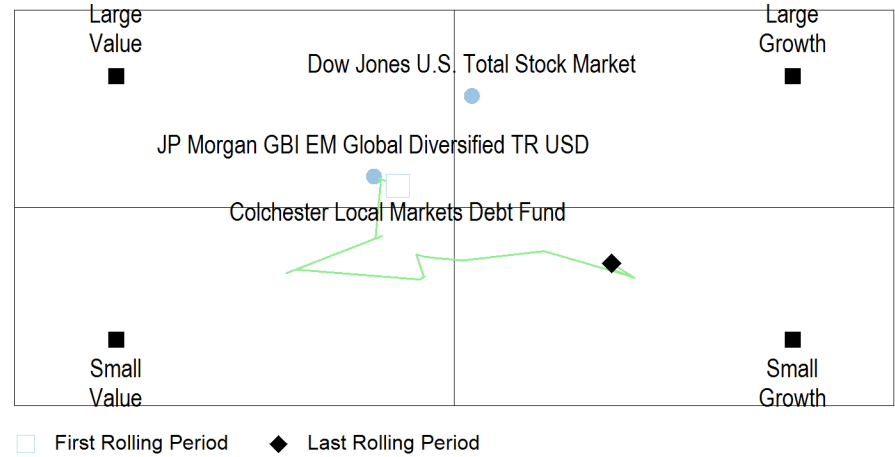 Large
Value
Large
Growth
Dow Jones U.S. Total Stock Market
JP Morgan GBI EM Global Diversified TR USD
Colchester Local Markets Debt Fund
Small
Value
Small
Growth
First Rolling Period
Last Rolling Period